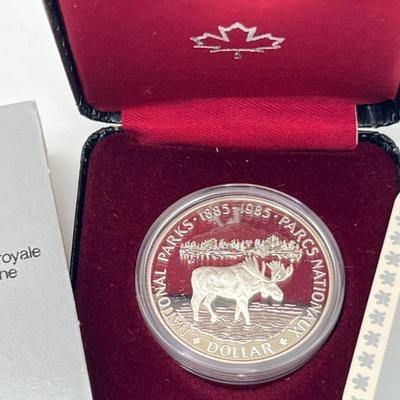 royale
ne
NATIONAL PARKS · 1885-1985 · PARCS NATIONAUX
DOLLAR